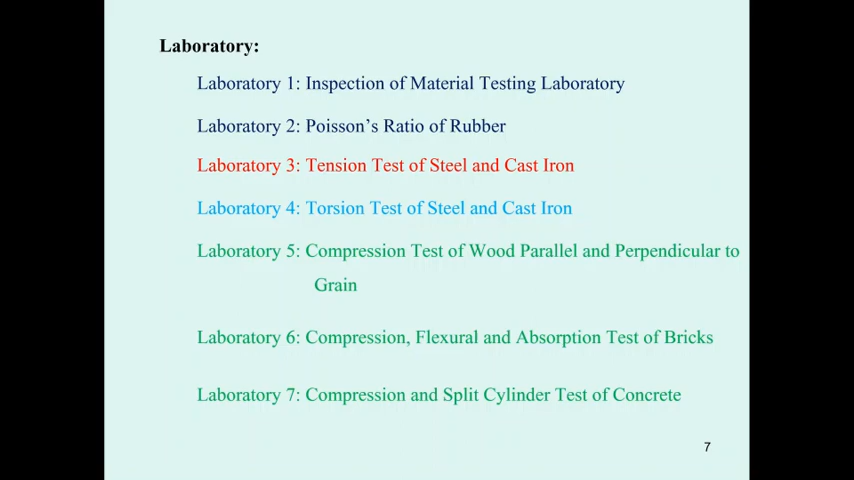 Laboratory:
Laboratory 1: Inspection of Material Testing Laboratory
Laboratory 2: Poisson’s Ratio of Rubber
Laboratory 3: Tension Test of Steel and Cast Iron
Laboratory 4: Torsion Test of Steel and Cast Iron
Laboratory 5: Compression Test of Wood Parallel and Perpendicular to
Grain
Laboratory 6: Compression, Flexural and Absorption Test of Bricks
Laboratory 7: Compression and Split Cylinder Test of Concrete
7